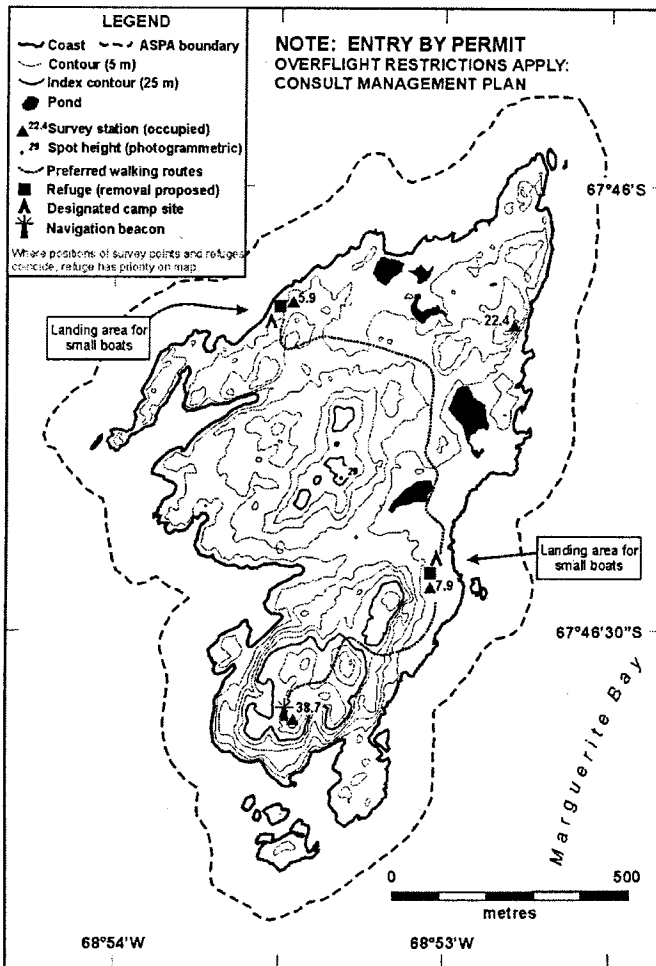 LEGEND
Coast ASPA boundary
Contour (5 m)
Index contour (25 m)
Pond
22.4 Survey station (occupied)
29 Spot height (photogrammetric)
Preferred walking routes
Refuge (removal proposed)
Designated camp site
Navigation beacon
Where positions of survey points and refuges
coincide, refuge has priority on map
NOTE: ENTRY BY PERMIT
OVERFLIGHT RESTRICTIONS APPLY:
CONSULT MANAGEMENT PLAN
67°46'S
5.9
22.4
Landing area for
small boats
29
Landing area for
small boats
7.9
67°46'30"S
38.7
Marguerite Bay
0 500
metres
68°54'W 68°53'W